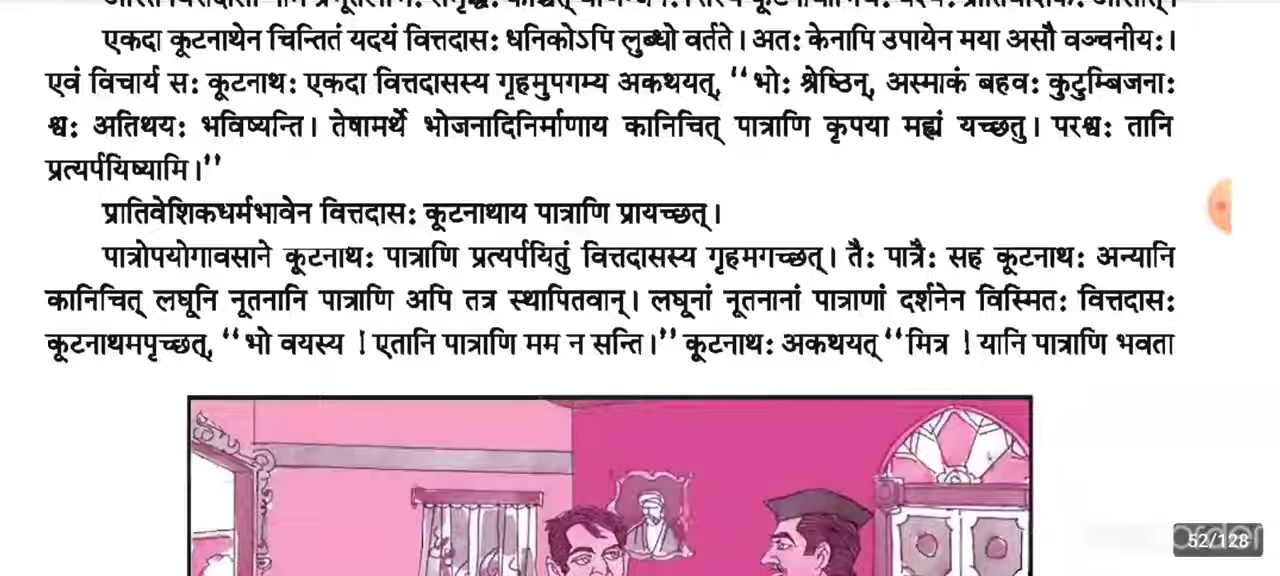 एकदा कूटनाथेन चिन्तितं यदयं वित्तदासः धनिकोऽपि लुब्धो वर्तते। अतः केनापि उपायेन मया असौ वञ्चनीयः।
एवं विचार्य सः कूटनाथः एकदा वित्तदासस्य गृहमुपगम्य अकथयत्, “भोः श्रेष्ठिन्, अस्माकं बहवः कुटुम्बिजनाः
श्वः अतिथयः भविष्यन्ति। तेषामर्थे भोजनादिनिर्माणाय कानिचित् पात्राणि कृपया मह्यं यच्छतु। परश्वः तानि
प्रत्यर्पयिष्यामि।”
प्रातिवेशिकधर्मभावेन वित्तदासः कूटनाथाय पात्राणि प्रायच्छत्।
पात्रोपयोगावसाने कूटनाथः पात्राणि प्रत्यर्पयितुं वित्तदासस्य गृहमगच्छत्। तैः पात्रैः सह कूटनाथः अन्यानि
कानिचित् लघूनि नूतनानि पात्राणि अपि तत्र स्थापितवान्। लघूनां नूतनानां पात्राणां दर्शनेन विस्मितः वित्तदासः
कूटनाथमपृच्छत्, “भो वयस्य ! एतानि पात्राणि मम न सन्ति।” कूटनाथः अकथयत् “मित्र ! यानि पात्राणि भवता
52/128